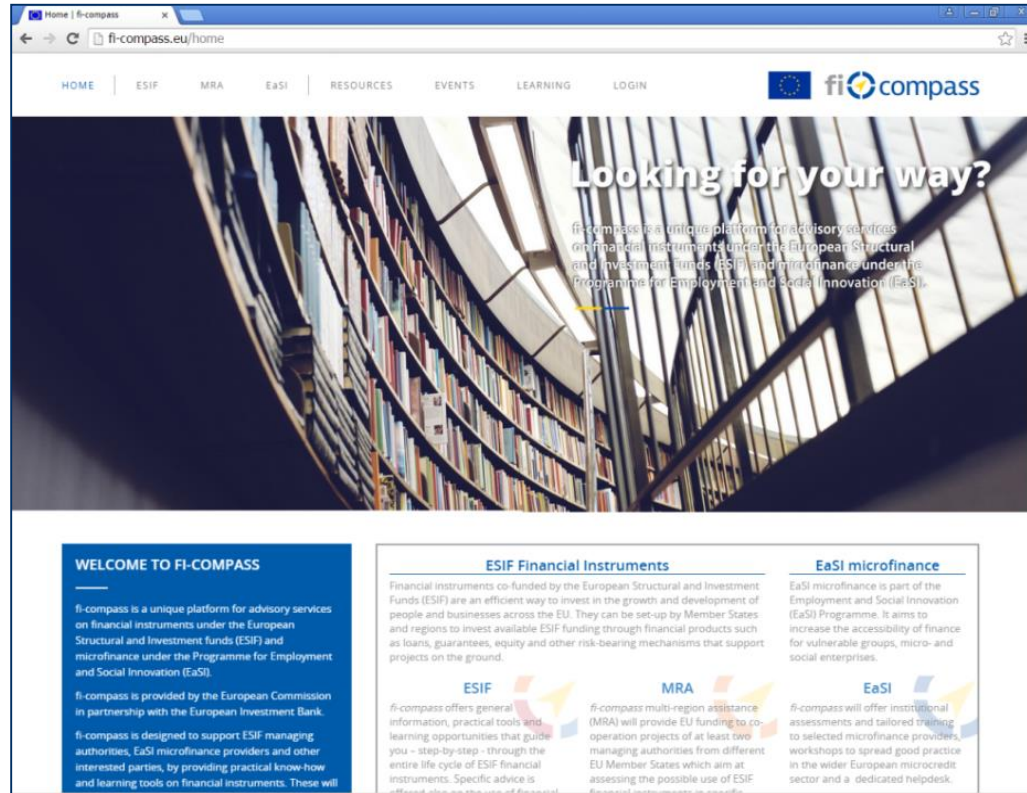 Home | fi-compass
fi-compass.eu/home
HOME
ESIF
MRA
EaSI
RESOURCES
EVENTS
LEARNING
LOGIN
fi compass
Looking for your way?
fi-compass is a unique platform for advisory services
on financial instruments under the European Structural
and Investment Funds (ESIF) and microfinance under the
Programme for Employment and Social Innovation (EaSI).
WELCOME TO FI-COMPASS
fi-compass is a unique platform for advisory services
on financial instruments under the European
Structural and Investment funds (ESIF) and
microfinance under the Programme for Employment
and Social Innovation (EaSI).
fi-compass is provided by the European Commission
in partnership with the European Investment Bank.
fi-compass is designed to support ESIF managing
authorities, EaSI microfinance providers and other
interested parties, by providing practical know-how
and learning tools on financial instruments. These will
ESIF Financial Instruments
Financial instruments co-funded by the European Structural and Investment
Funds (ESIF) are an efficient way to invest in the growth and development of
people and businesses across the EU. They can be set-up by Member States
and regions to invest available ESIF funding through financial products such
as loans, guarantees, equity and other risk-bearing mechanisms that support
projects on the ground.
EaSI microfinance
EaSI microfinance is part of the
Employment and Social Innovation
(EaSI) Programme. It aims to
increase the accessibility of finance
for vulnerable groups, micro- and
social enterprises.
ESIF
fi-compass offers general
information, practical tools and
learning opportunities that guide
you – step-by-step - through the
entire life cycle of ESIF financial
instruments. Specific advice is
offered also on the use of financial
MRA
fi-compass multi-region assistance
(MRA) will provide EU funding to co-
operation projects of at least two
managing authorities from different
EU Member States which aim at
assessing the possible use of ESIF
financial instruments in specific
EaSI
fi-compass will offer institutional
assessments and tailored training
to selected microfinance providers,
workshops to spread good practice
in the wider European microcredit
sector and a dedicated helpdesk.